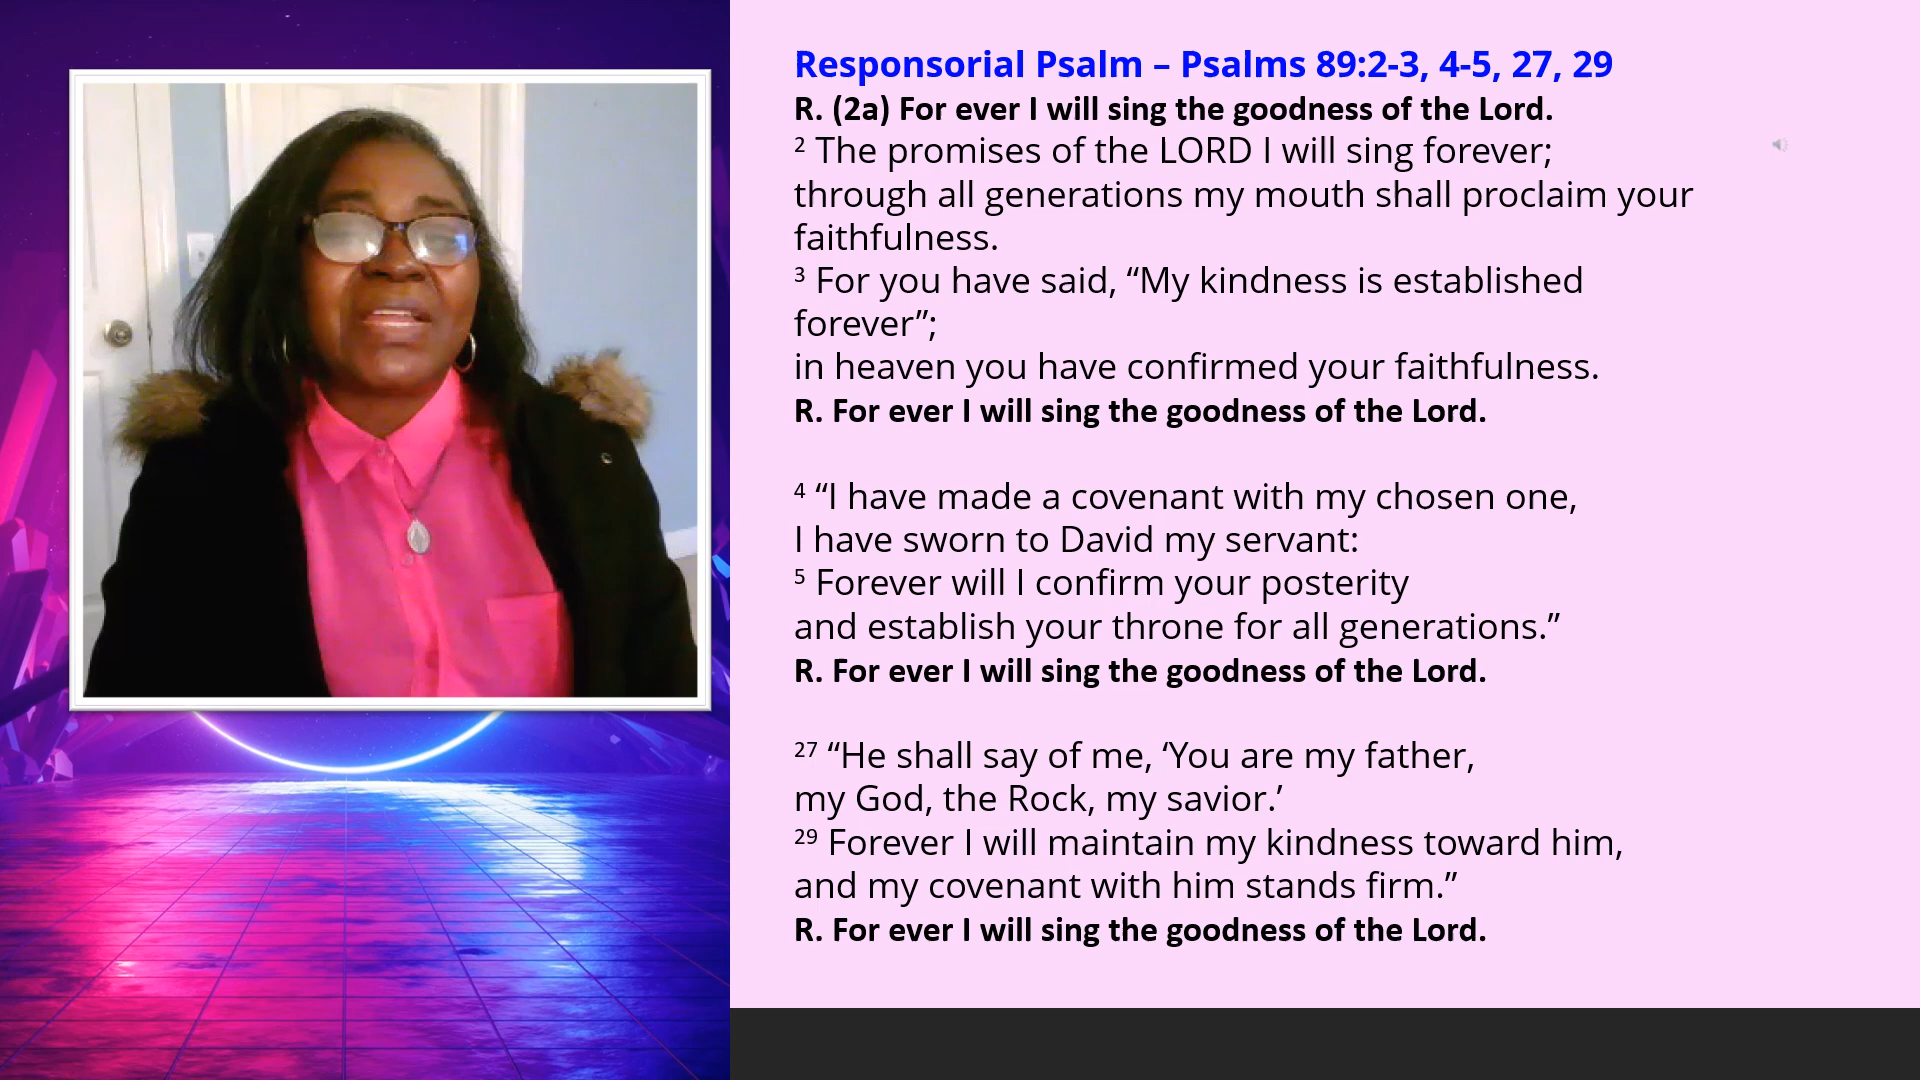 Responsorial Psalm – Psalms 89:2-3, 4-5, 27, 29
R. (2a) For ever I will sing the goodness of the Lord.
2 The promises of the LORD I will sing forever;
through all generations my mouth shall proclaim your
faithfulness.
3 For you have said, “My kindness is established
forever”;
in heaven you have confirmed your faithfulness.
R. For ever I will sing the goodness of the Lord.
4 “I have made a covenant with my chosen one,
I have sworn to David my servant:
5 Forever will I confirm your posterity
and establish your throne for all generations.”
R. For ever I will sing the goodness of the Lord.
27 “He shall say of me, ‘You are my father,
my God, the Rock, my savior.’
29 Forever I will maintain my kindness toward him,
and my covenant with him stands firm.”
R. For ever I will sing the goodness of the Lord.